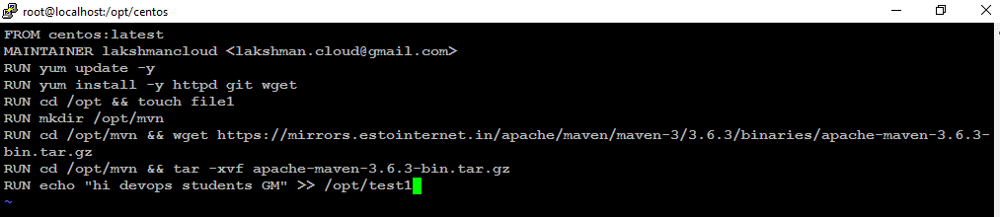 root@localhost:/opt/centos
FROM centos:latest
MAINTAINER lakshmancloud <lakshman.cloud@gmail.com>
RUN yum update -y
RUN yum install -y httpd git wget
RUN cd /opt && touch file1
RUN mkdir /opt/mvn
RUN cd /opt/mvn && wget https://mirrors.estointernet.in/apache/maven/maven-3/3.6.3/binaries/apache-maven-3.6.3-
bin.tar.gz
RUN cd /opt/mvn && tar -xvf apache-maven-3.6.3-bin.tar.gz
RUN echo "hi devops students GM" >> /opt/test1
~